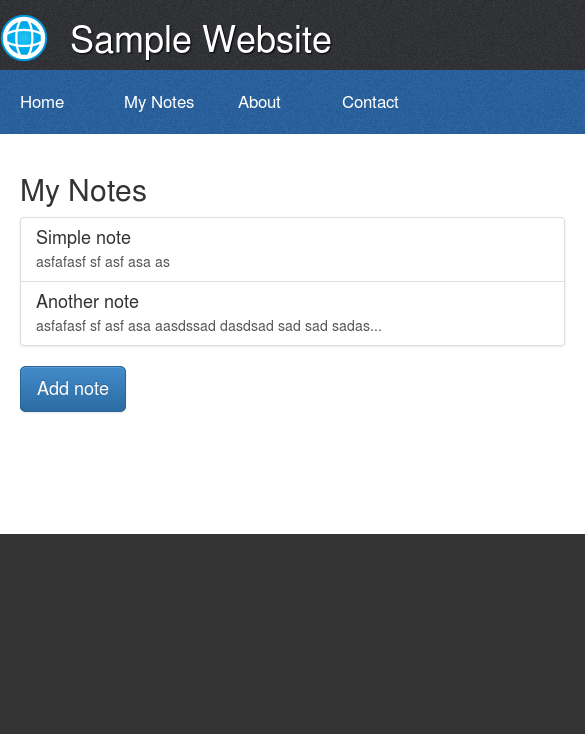 Sample Website
Home My Notes About Contact
My Notes
Simple note
asfafasf sf asf asa as
Another note
asfafasf sf asf asa aasdssad dasdsad sad sad sadas...
Add note